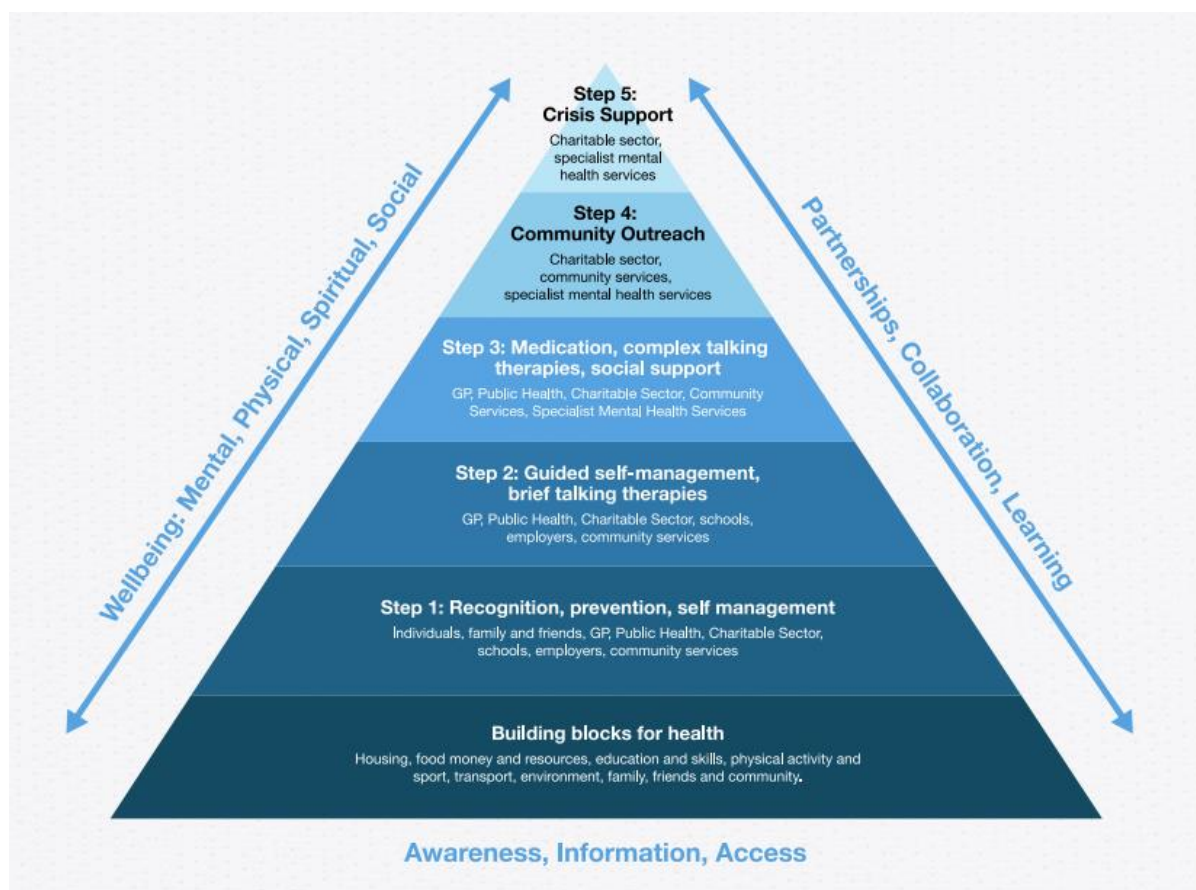 Step 5:
Crisis Support
Charitable sector,
specialist mental
health services
Step 4:
Community Outreach
Charitable sector,
community services,
specialist mental health services
Step 3: Medication, complex talking
therapies, social support
GP, Public Health, Charitable Sector, Community
Services, Specialist Mental Health Services
Step 2: Guided self-management,
brief talking therapies
GP, Public Health, Charitable Sector, schools,
employers, community services
Step 1: Recognition, prevention, self management
Individuals, family and friends, GP, Public Health, Charitable Sector,
schools, employers, community services
Building blocks for health
Housing, food money and resources, education and skills, physical activity and
sport, transport, environment, family, friends and community.
Wellbeing: Mental, Physical, Spiritual, Social
Partnerships, Collaboration, Learning
Awareness, Information, Access